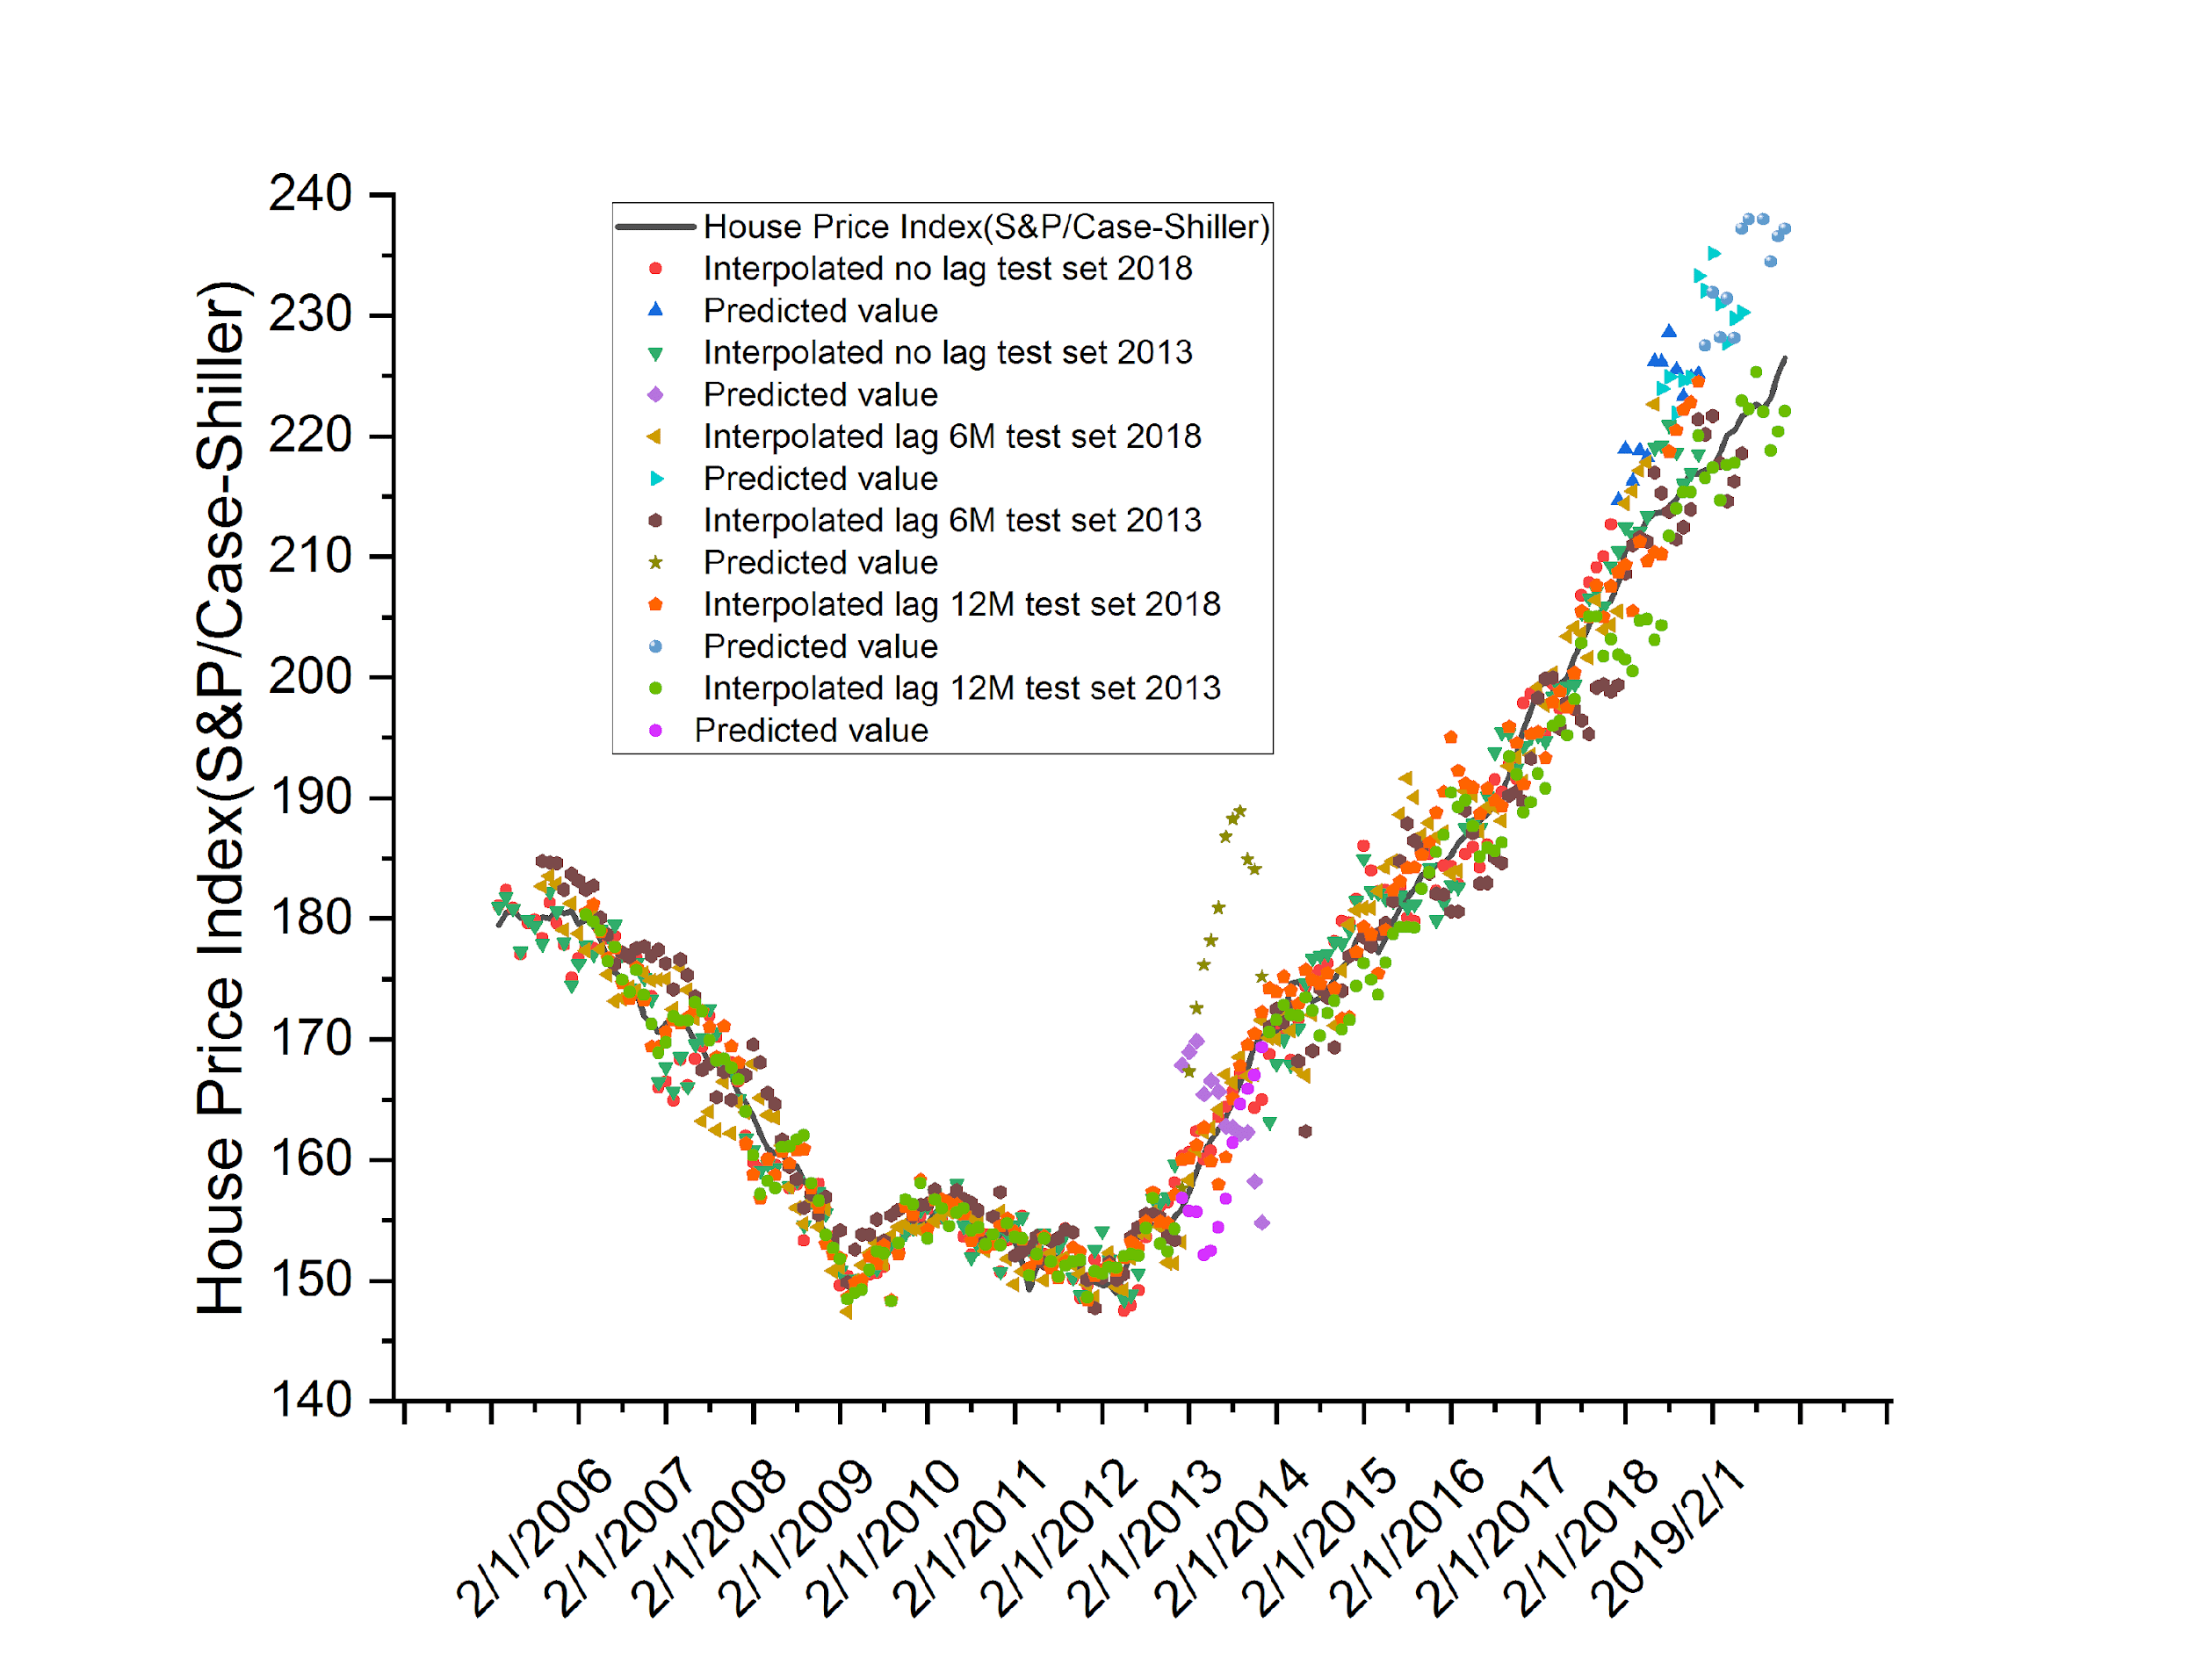 House Price Index(S&P/Case-Shiller)
240
230
220
210
200
190
180
170
160
150
140
House Price Index(S&P/Case-Shiller)
Interpolated no lag test set 2018
Predicted value
Interpolated no lag test set 2013
Predicted value
Interpolated lag 6M test set 2018
Predicted value
Interpolated lag 6M test set 2013
Predicted value
Interpolated lag 12M test set 2018
Predicted value
Interpolated lag 12M test set 2013
Predicted value
2/1/2006
2/1/2007
2/1/2008
2/1/2009
2/1/2010
2/1/2011
2/1/2012
2/1/2013
2/1/2014
2/1/2015
2/1/2016
2/1/2017
2/1/2018
2019/2/1